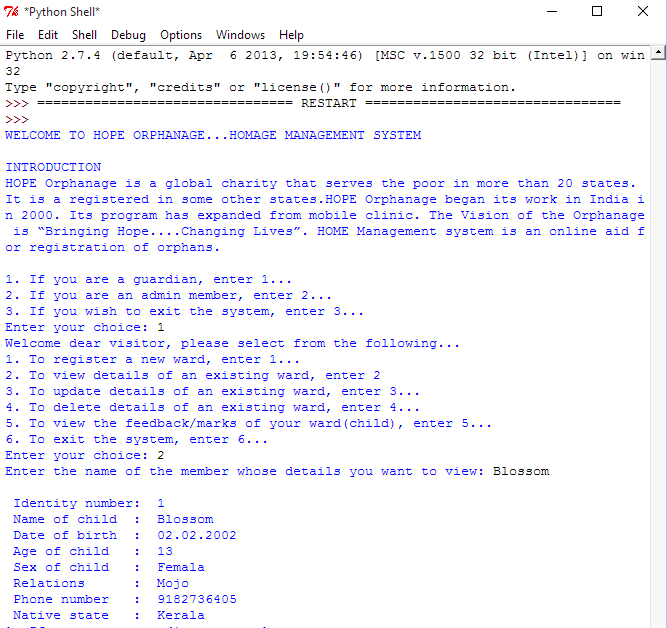 *Python Shell*
File Edit Shell Debug Options Windows Help
Python 2.7.4 (default, Apr  6 2013, 19:54:46) [MSC v.1500 32 bit (Intel)] on win
32
Type "copyright", "credits" or "license()" for more information.
>>> ================================ RESTART ================================
>>>
WELCOME TO HOPE ORPHANAGE...HOMAGE MANAGEMENT SYSTEM
INTRODUCTION
HOPE Orphanage is a global charity that serves the poor in more than 20 states.
It is a registered in some other states.HOPE Orphanage began its work in India i
n 2000. Its program has expanded from mobile clinic. The Vision of the Orphanage
 is “Bringing Hope....Changing Lives”. HOME Management system is an online aid f
or registration of orphans.
1. If you are a guardian, enter 1...
2. If you are an admin member, enter 2...
3. If you wish to exit the system, enter 3...
Enter your choice: 1
Welcome dear visitor, please select from the following...
1. To register a new ward, enter 1...
2. To view details of an existing ward, enter 2
3. To update details of an existing ward, enter 3...
4. To delete details of an existing ward, enter 4...
5. To view the feedback/marks of your ward(child), enter 5...
6. To exit the system, enter 6...
Enter your choice: 2
Enter the name of the member whose details you want to view: Blossom
Identity number:  1
Name of child  :  Blossom
Date of birth  :  02.02.2002
Age of child   :  13
Sex of child   :  Femala
Relations      :  Mojo
Phone number   :  9182736405
Native state   :  Kerala